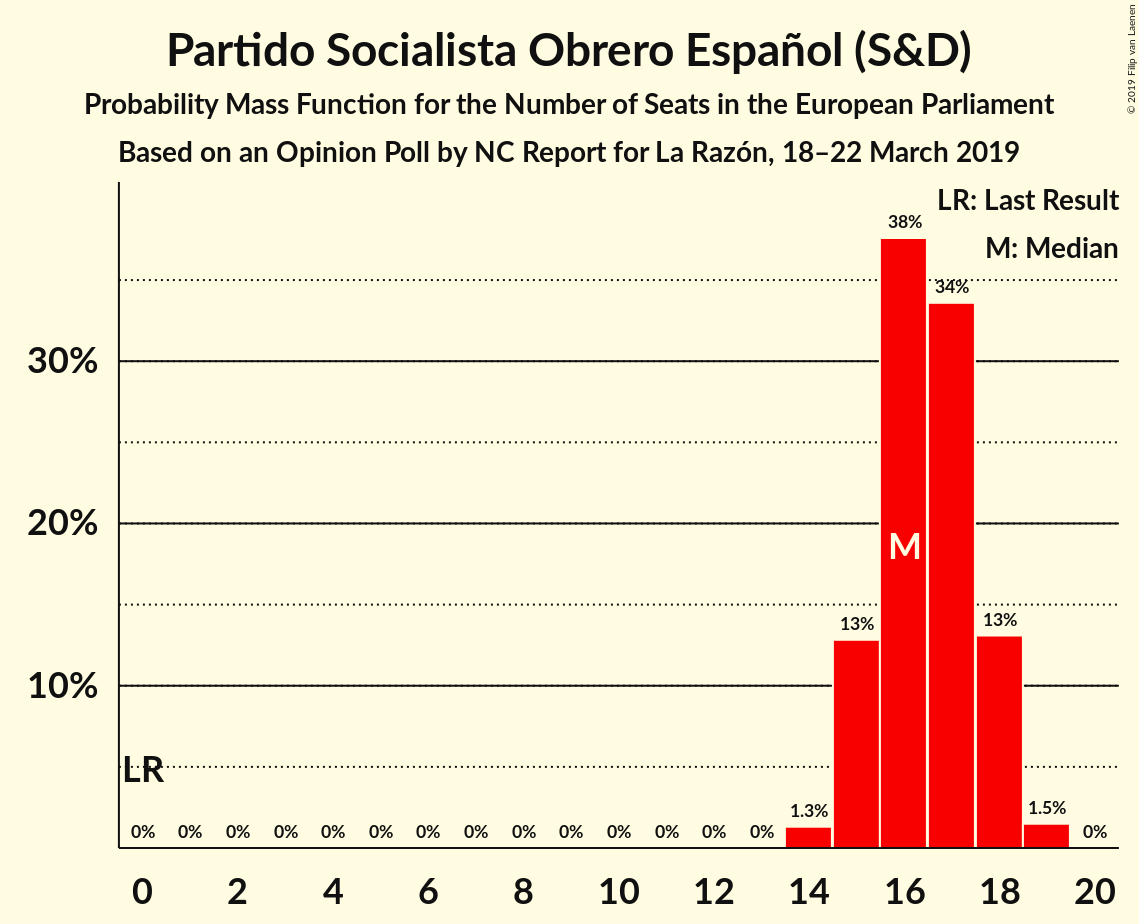 Partido Socialista Obrero Español (S&D)
Probability Mass Function for the Number of Seats in the European Parliament
Based on an Opinion Poll by NC Report for La Razón, 18–22 March 2019
© 2019 Filip van Laenen
LR: Last Result
M: Median
38%
34%
30%
20%
M
13%
13%
10%
LR
1.3%
1.5%
0% 0% 0% 0% 0% 0% 0% 0% 0% 0% 0% 0% 0% 0% 0%
0 2 4 6 8 10 12 14 16 18 20